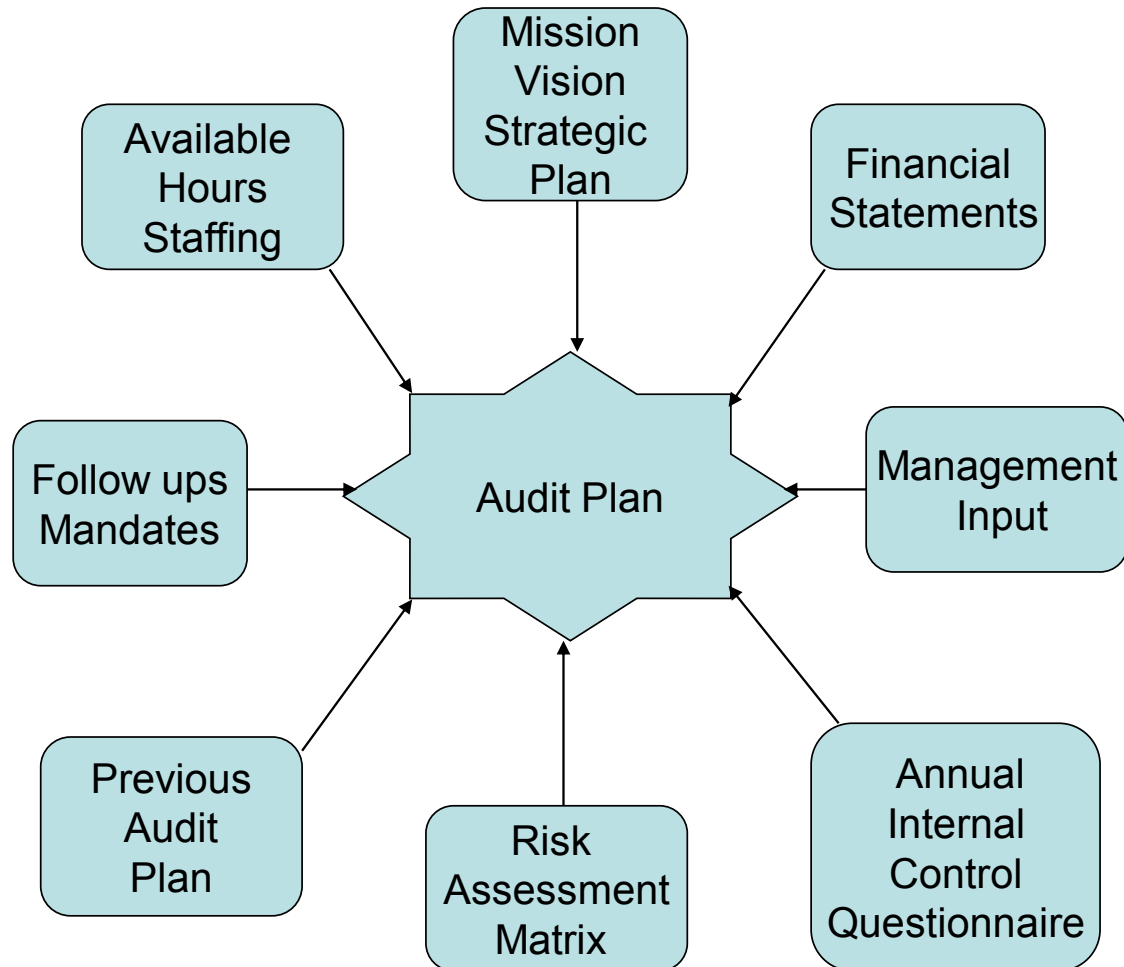 Mission
Vision
Strategic
Plan
Available
Hours
Staffing
Financial
Statements
Follow ups
Mandates
Audit Plan
Management
Input
Previous
Audit
Plan
Risk
Assessment
Matrix
Annual
Internal
Control
Questionnaire